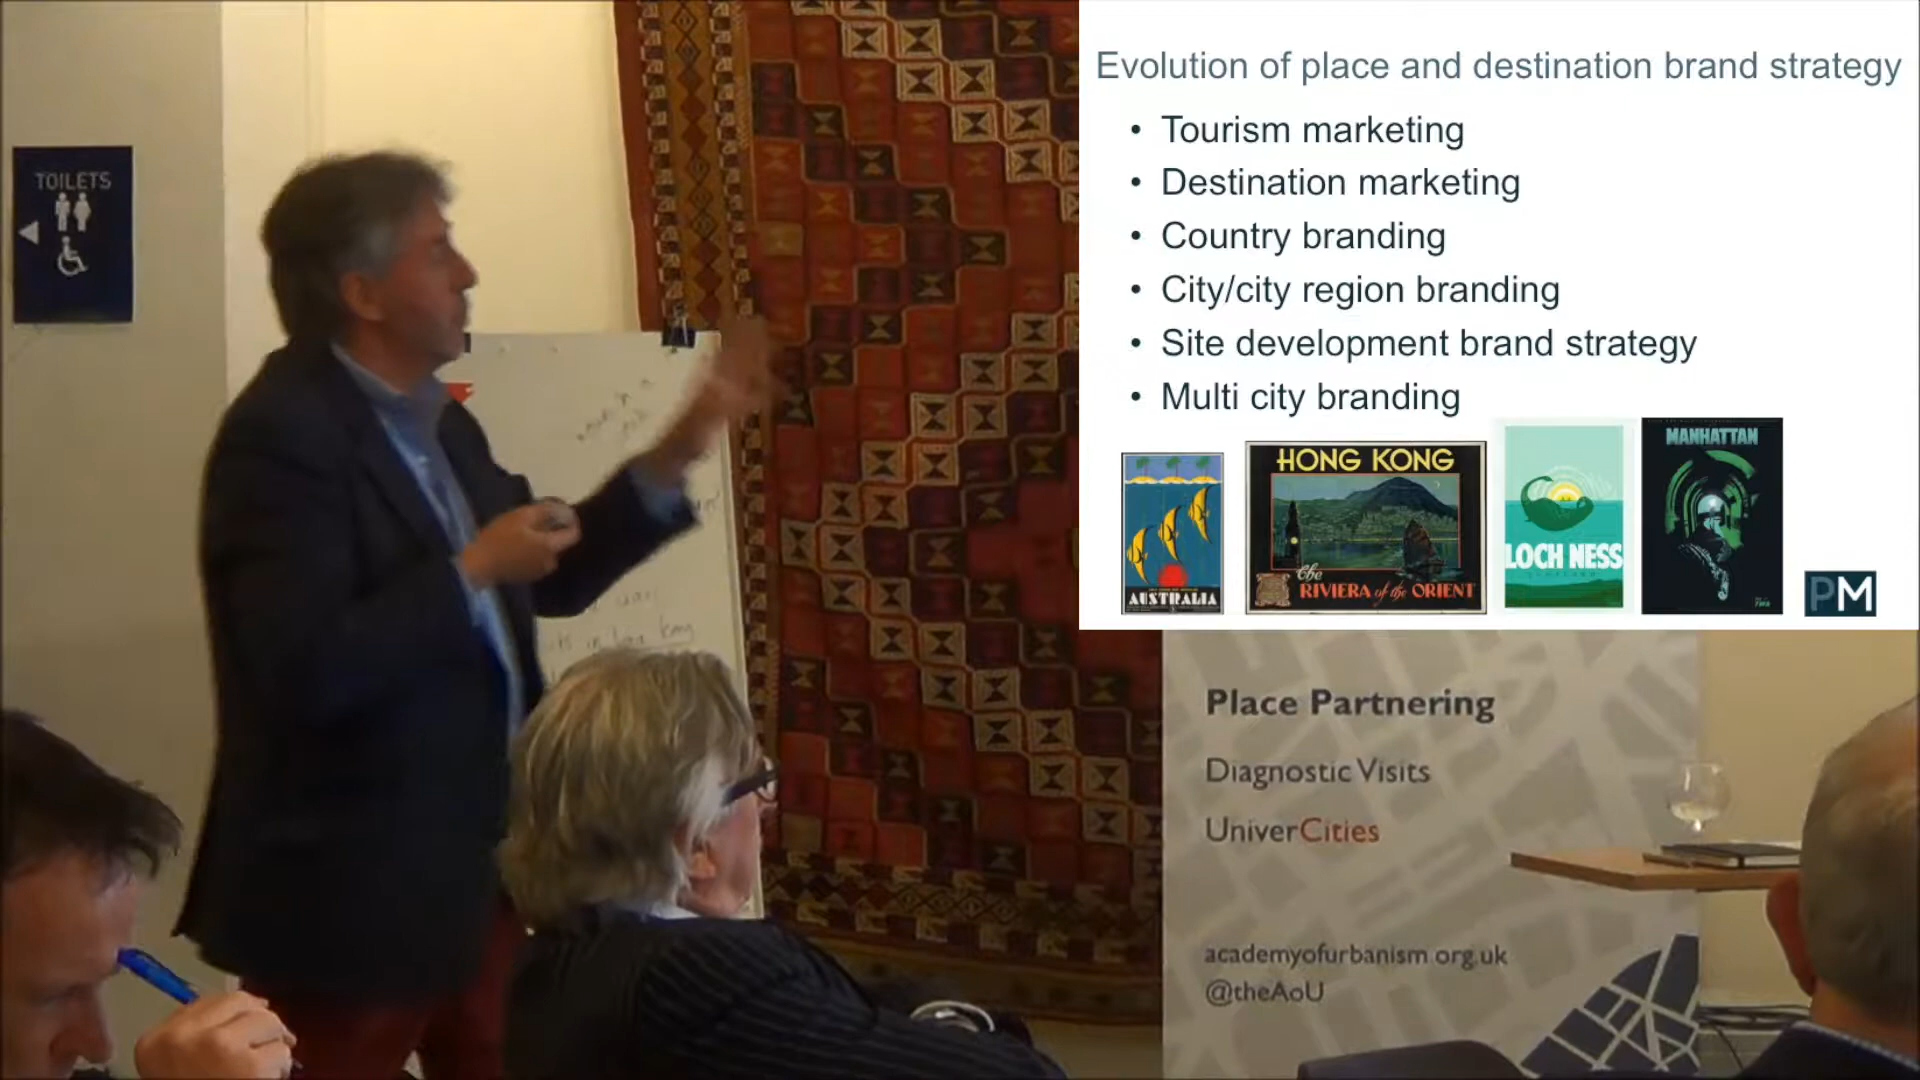 TOILETS
Evolution of place and destination brand strategy
• Tourism marketing
• Destination marketing
• Country branding
• City/city region branding
• Site development brand strategy
• Multi city branding
AUSTRALIA
HONG KONG
The
RIVIERA of the ORIENT
LOCH NESS
MANHATTAN
PM
Place Partnering
Diagnostic Visits
UniverCities
academyofurbanism.org.uk
@theAoU